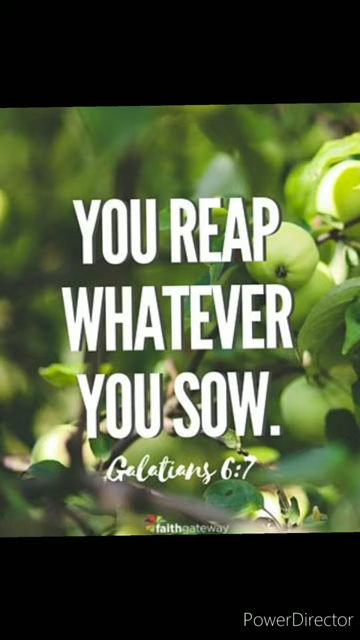 YOU REAP
WHATEVER
YOU SOW.
Galatians 6:7
faithgateway
PowerDirector